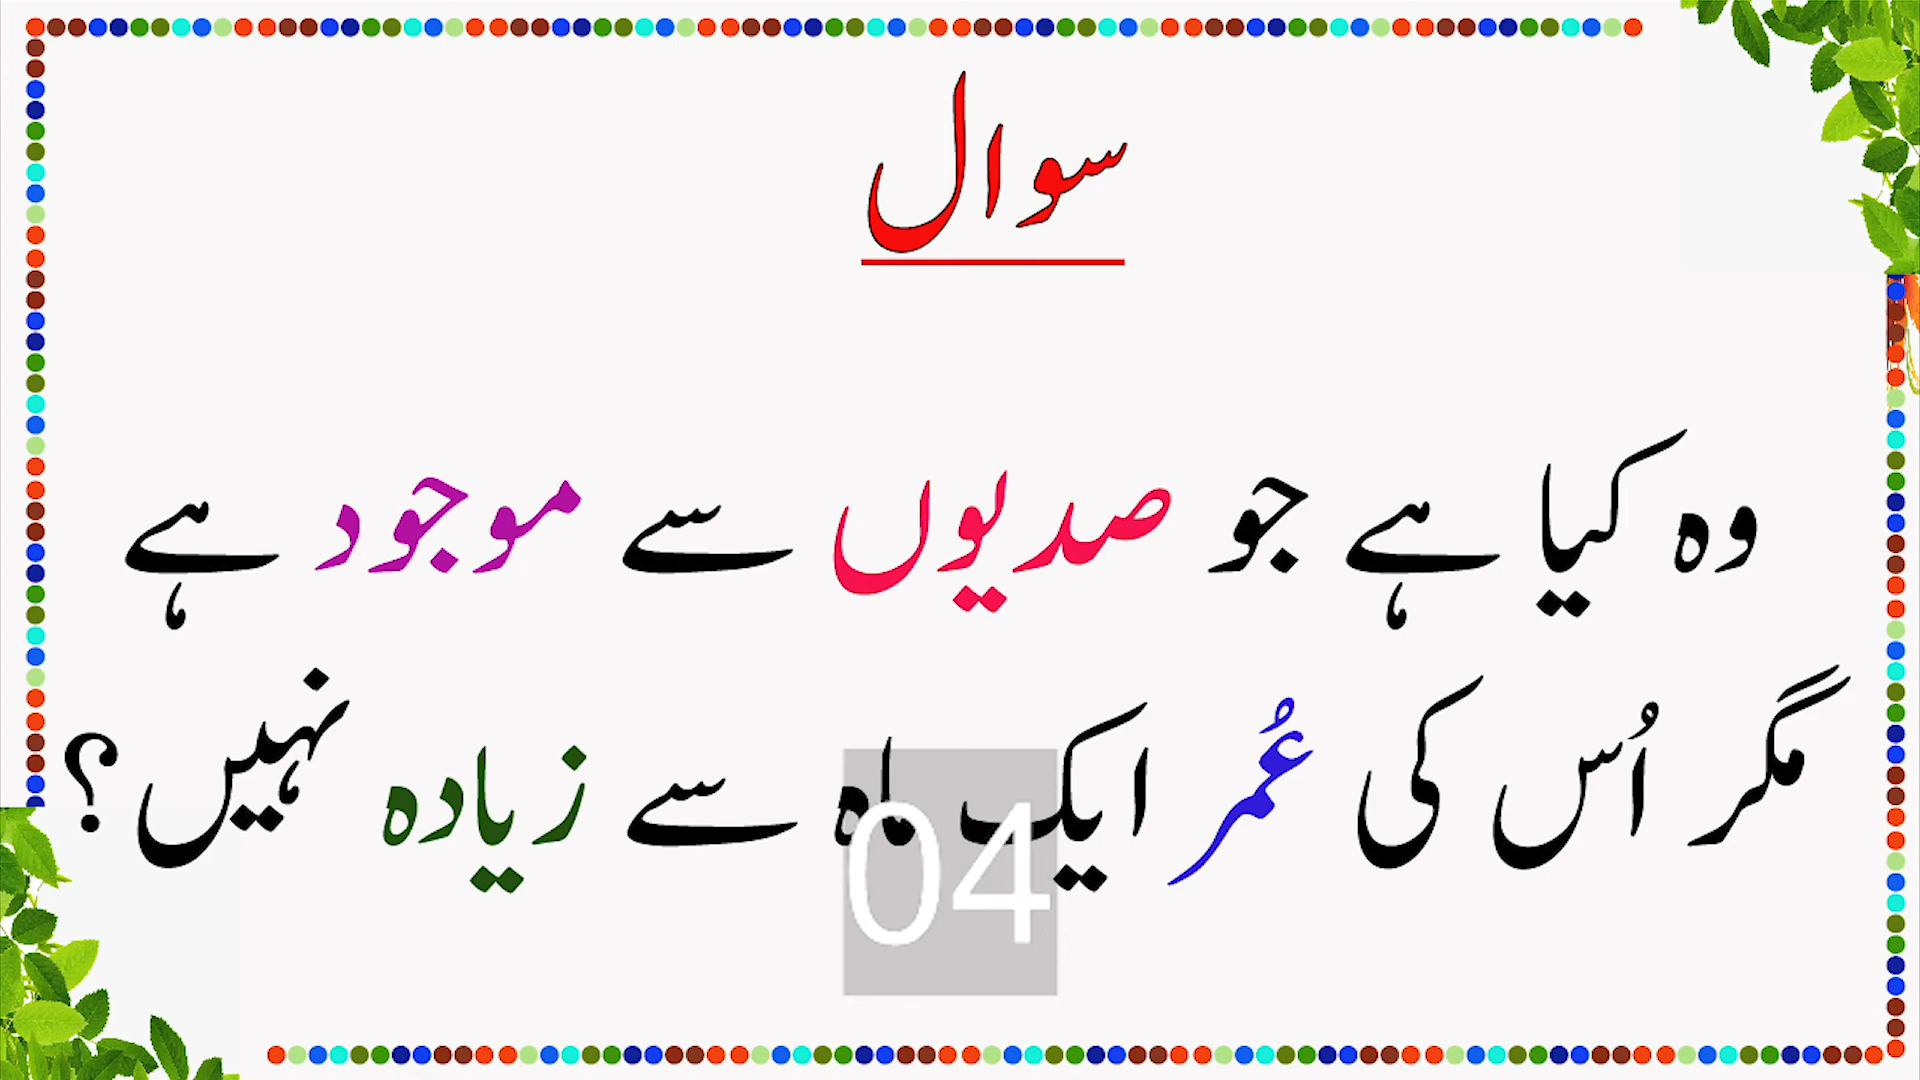 سوال
وہ کیا ہے جو صدیوں سے موجود ہے
مگر اُس کی عُمر ایک ماہ سے زیادہ نہیں؟
04